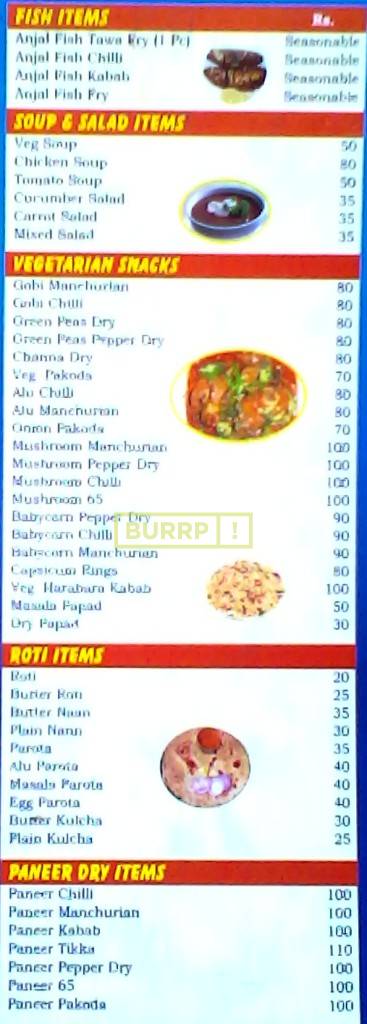 FISH ITEMS Rs.
Anjal Fish Tawa Fry (1 Pc) Seasonable
Anjal Fish Chilli Seasonable
Anjal Fish Kabab Seasonable
Anjal Fish Fry Seasonable
SOUP & SALAD ITEMS
Veg Soup 50
Chicken Soup 80
Tomato Soup 50
Cucumber Salad 35
Carrot Salad 35
Mixed Salad 35
VEGETARIAN SNACKS
Gobi Manchurian 80
Gobi Chilli 80
Green Peas Dry 80
Green Peas Pepper Dry 80
Channa Dry 80
Veg. Pakoda 70
Alu Chilli 80
Alu Manchurian 80
Onion Pakoda 70
Mushroom Manchurian 100
Mushroom Pepper Dry 100
Mushroom Chilli 100
Mushroom 65 100
Babycarn Pepper Dry 90
Babycarn Chilli 90
BURRP!
Babycarn Manchurian 90
Capsicum Rings 80
Veg. Harabara Kabab 100
Masala Papad 50
Dry Papad 30
ROTI ITEMS
Roti 20
Butter Roti 25
Butter Naan 35
Plain Nann 30
Parota 35
Alu Parota 40
Masala Parota 40
Egg Parota 40
Butter Kulcha 30
Plain Kulcha 25
PANEER DRY ITEMS
Paneer Chilli 100
Paneer Manchurian 100
Paneer Kabab 100
Paneer Tikka 110
Paneer Pepper Dry 100
Paneer 65 100
Paneer Pakoda 100